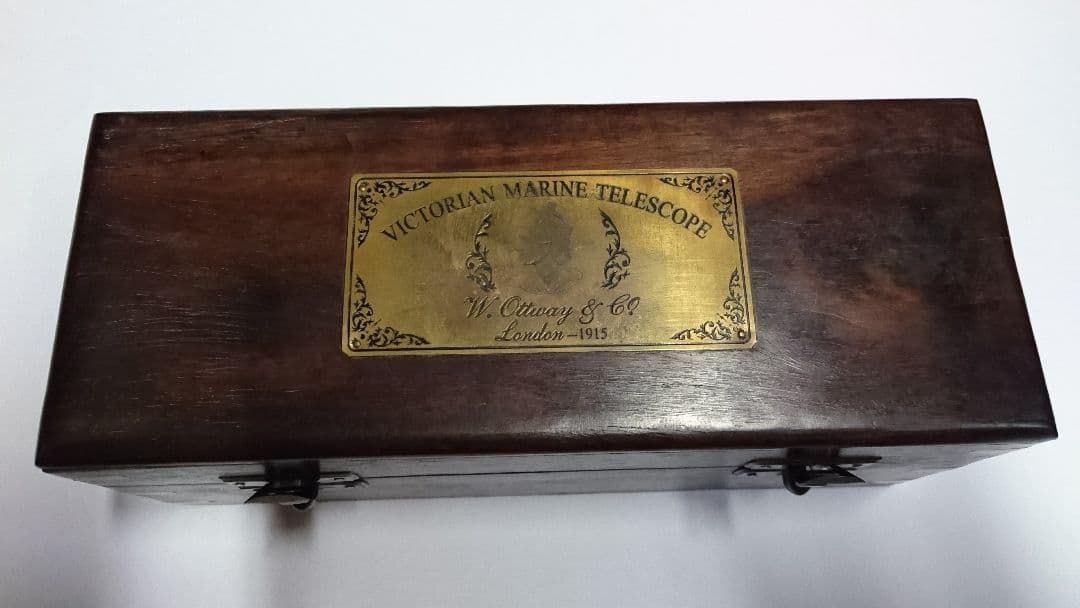 VICTORIAN MARINE TELESCOPE
W. Ottway & Co.
London – 1915